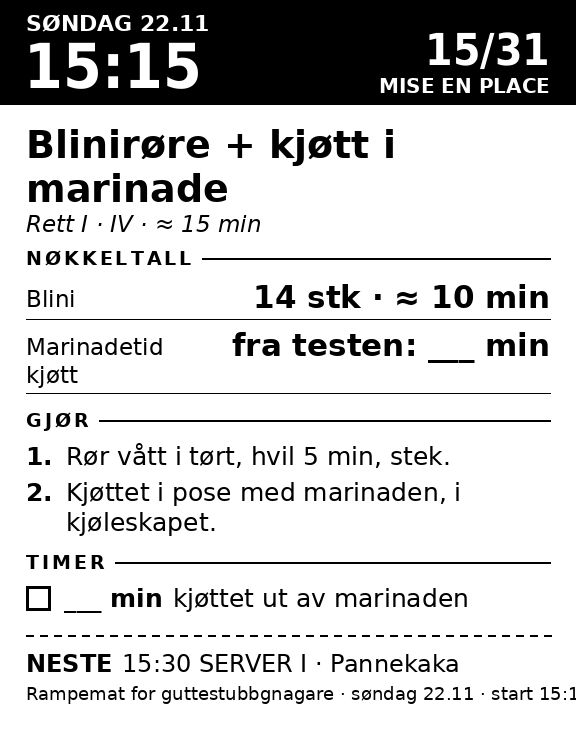 SØNDAG 22.11
15:15
15/31
MISE EN PLACE
Blinirøre + kjøtt i
marinade
Rett I · IV · ≈ 15 min
NØKKELTALL
Blini 14 stk · ≈ 10 min
Marinadetid fra testen: ___ min
kjøtt
GJØR
1. Rør vått i tørt, hvil 5 min, stek.
2. Kjøttet i pose med marinaden, i
kjøleskapet.
TIMER
☐ ___ min kjøttet ut av marinaden
NESTE 15:30 SERVER I · Pannekaka
Rampemat for guttestubbgnagare · søndag 22.11 · start